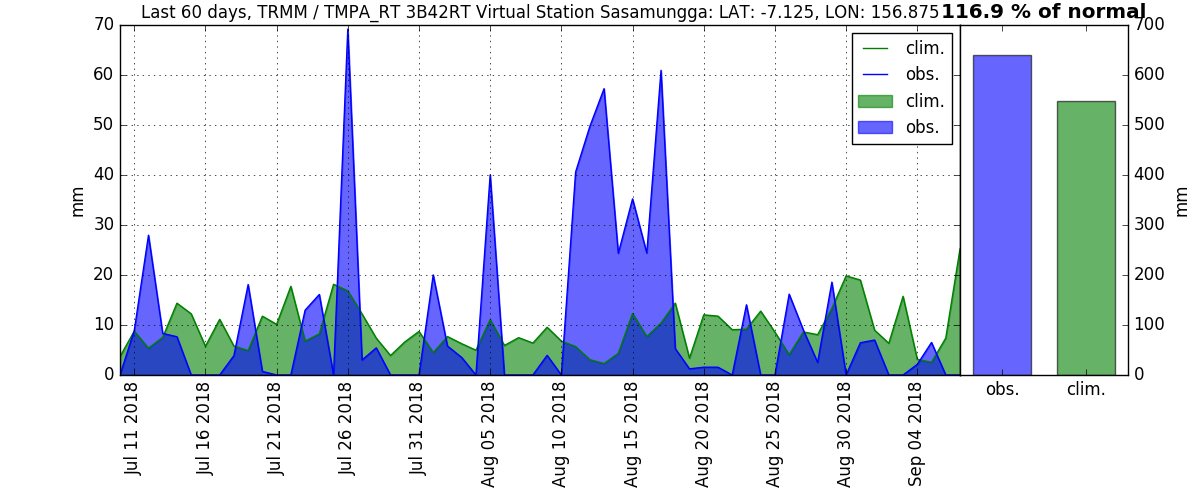 Last 60 days, TRMM / TMPA_RT 3B42RT Virtual Station Sasamungga: LAT: -7.125, LON: 156.875
116.9 % of normal
70
60
50
40
30
20
10
0
mm
clim.
obs.
clim.
obs.
Jul 11 2018
Jul 16 2018
Jul 21 2018
Jul 26 2018
Jul 31 2018
Aug 05 2018
Aug 10 2018
Aug 15 2018
Aug 20 2018
Aug 25 2018
Aug 30 2018
Sep 04 2018
700
600
500
400
300
200
100
0
mm
obs.
clim.